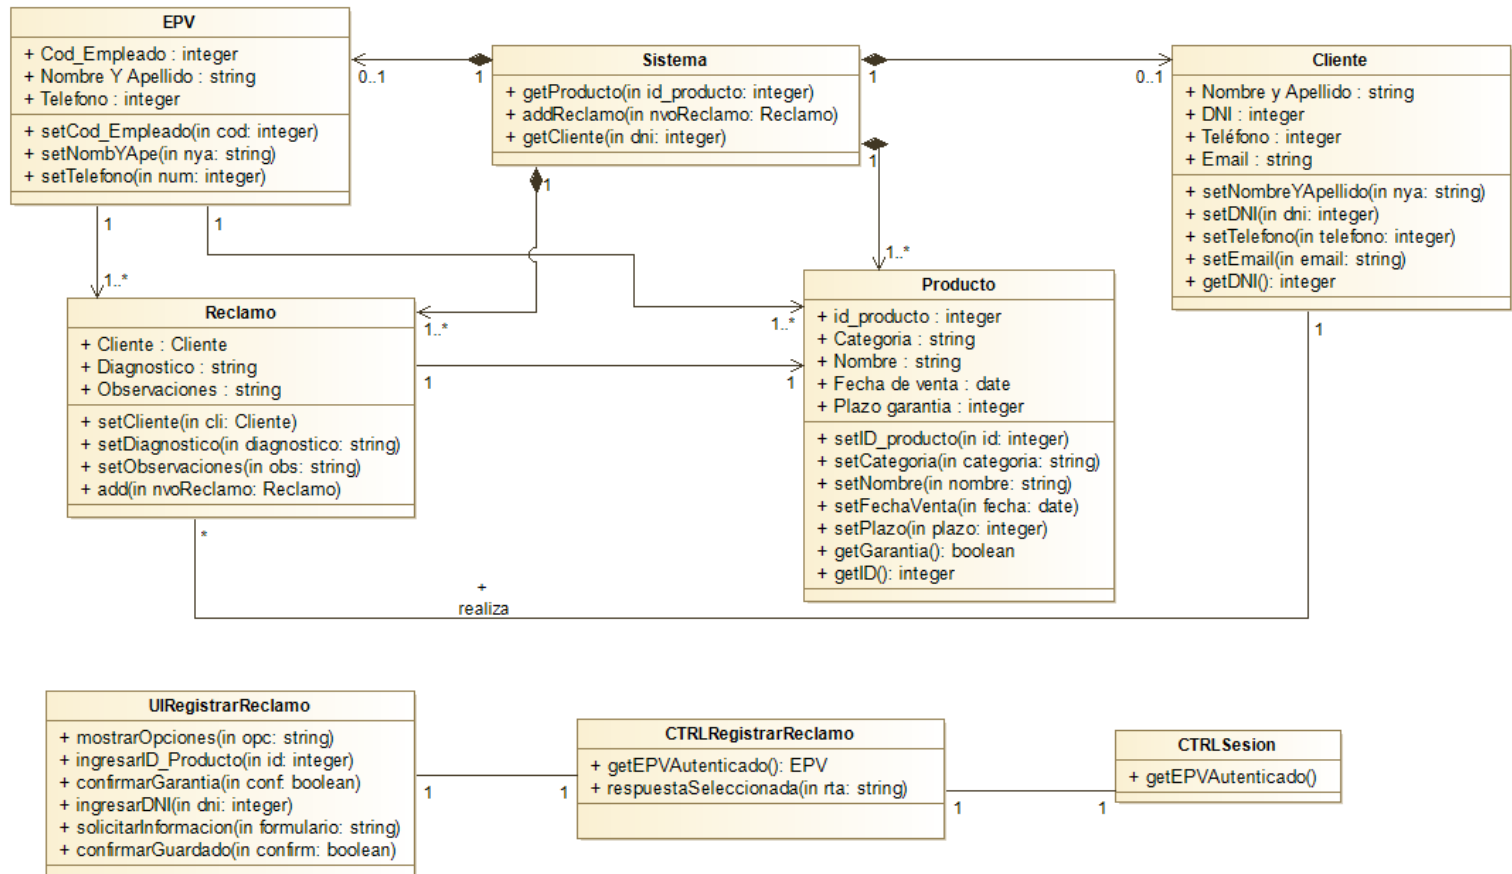 EPV
+ Cod_Empleado : integer
+ Nombre Y Apellido : string
+ Telefono : integer
+ setCod_Empleado(in cod: integer)
+ setNombYApe(in nya: string)
+ setTelefono(in num: integer)
0..1
1
Sistema
+ getProducto(in id_producto: integer)
+ addReclamo(in nvoReclamo: Reclamo)
+ getCliente(in dni: integer)
1
0..1
Cliente
+ Nombre y Apellido : string
+ DNI : integer
+ Teléfono : integer
+ Email : string
+ setNombreYApellido(in nya: string)
+ setDNI(in dni: integer)
+ setTelefono(in telefono: integer)
+ setEmail(in email: string)
+ getDNI(): integer
1
1
1
1
1..*
1..*
1..*
1..*
1
Reclamo
+ Cliente : Cliente
+ Diagnostico : string
+ Observaciones : string
+ setCliente(in cli: Cliente)
+ setDiagnostico(in diagnostico: string)
+ setObservaciones(in obs: string)
+ add(in nvoReclamo: Reclamo)
1
1
Producto
+ id_producto : integer
+ Categoria : string
+ Nombre : string
+ Fecha de venta : date
+ Plazo garantia : integer
+ setID_producto(in id: integer)
+ setCategoria(in categoria: string)
+ setNombre(in nombre: string)
+ setFechaVenta(in fecha: date)
+ setPlazo(in plazo: integer)
+ getGarantia(): boolean
+ getID(): integer
*
+
realiza
UIRegistrarReclamo
+ mostrarOpciones(in opc: string)
+ ingresarID_Producto(in id: integer)
+ confirmarGarantia(in conf: boolean)
+ ingresarDNI(in dni: integer)
+ solicitarInformacion(in formulario: string)
+ confirmarGuardado(in confirm: boolean)
1
1
CTRLRegistrarReclamo
+ getEPVAutenticado(): EPV
+ respuestaSeleccionada(in rta: string)
1
1
CTRLSesion
+ getEPVAutenticado()